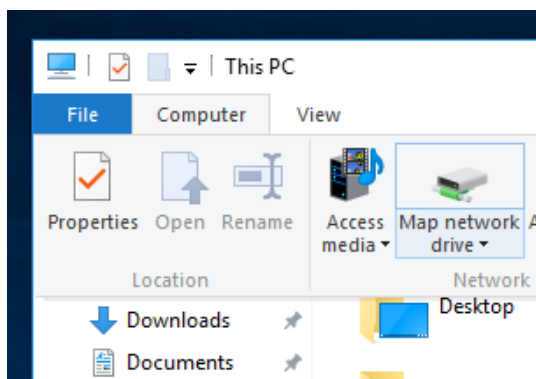 This PC
File Computer View
Properties Open Rename Access media Map network drive
Location Network
Downloads
Documents
Desktop